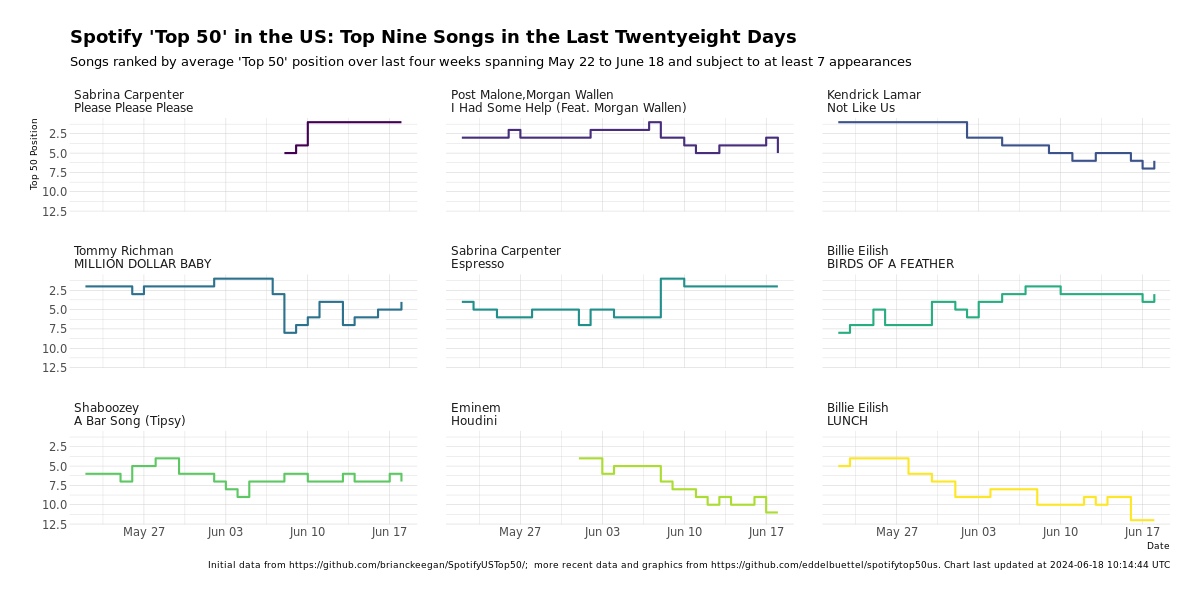 Spotify 'Top 50' in the US: Top Nine Songs in the Last Twentyeight Days
Songs ranked by average 'Top 50' position over last four weeks spanning May 22 to June 18 and subject to at least 7 appearances
Sabrina Carpenter
Please Please Please
Post Malone,Morgan Wallen
I Had Some Help (Feat. Morgan Wallen)
Kendrick Lamar
Not Like Us
Top 50 Position
2.5
5.0
7.5
10.0
12.5
Tommy Richman
MILLION DOLLAR BABY
Sabrina Carpenter
Espresso
Billie Eilish
BIRDS OF A FEATHER
2.5
5.0
7.5
10.0
12.5
Shaboozey
A Bar Song (Tipsy)
Eminem
Houdini
Billie Eilish
LUNCH
2.5
5.0
7.5
10.0
12.5
May 27 Jun 03 Jun 10 Jun 17
May 27 Jun 03 Jun 10 Jun 17
May 27 Jun 03 Jun 10 Jun 17
Date
Initial data from https://github.com/brianckeegan/SpotifyUSTop50/;  more recent data and graphics from https://github.com/eddelbuettel/spotifytop50us. Chart last updated at 2024-06-18 10:14:44 UTC